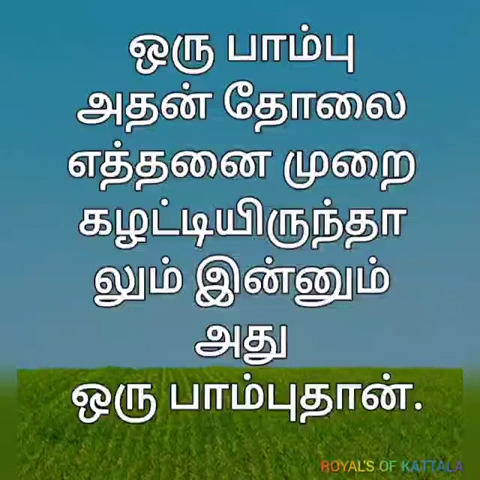 ஒரு பாம்பு
அதன் தோலை
எத்தனை முறை
கழட்டியிருந்தா
லும் இன்னும்
அது
ஒரு பாம்புதான்.
ROYAL'S OF KATTALA